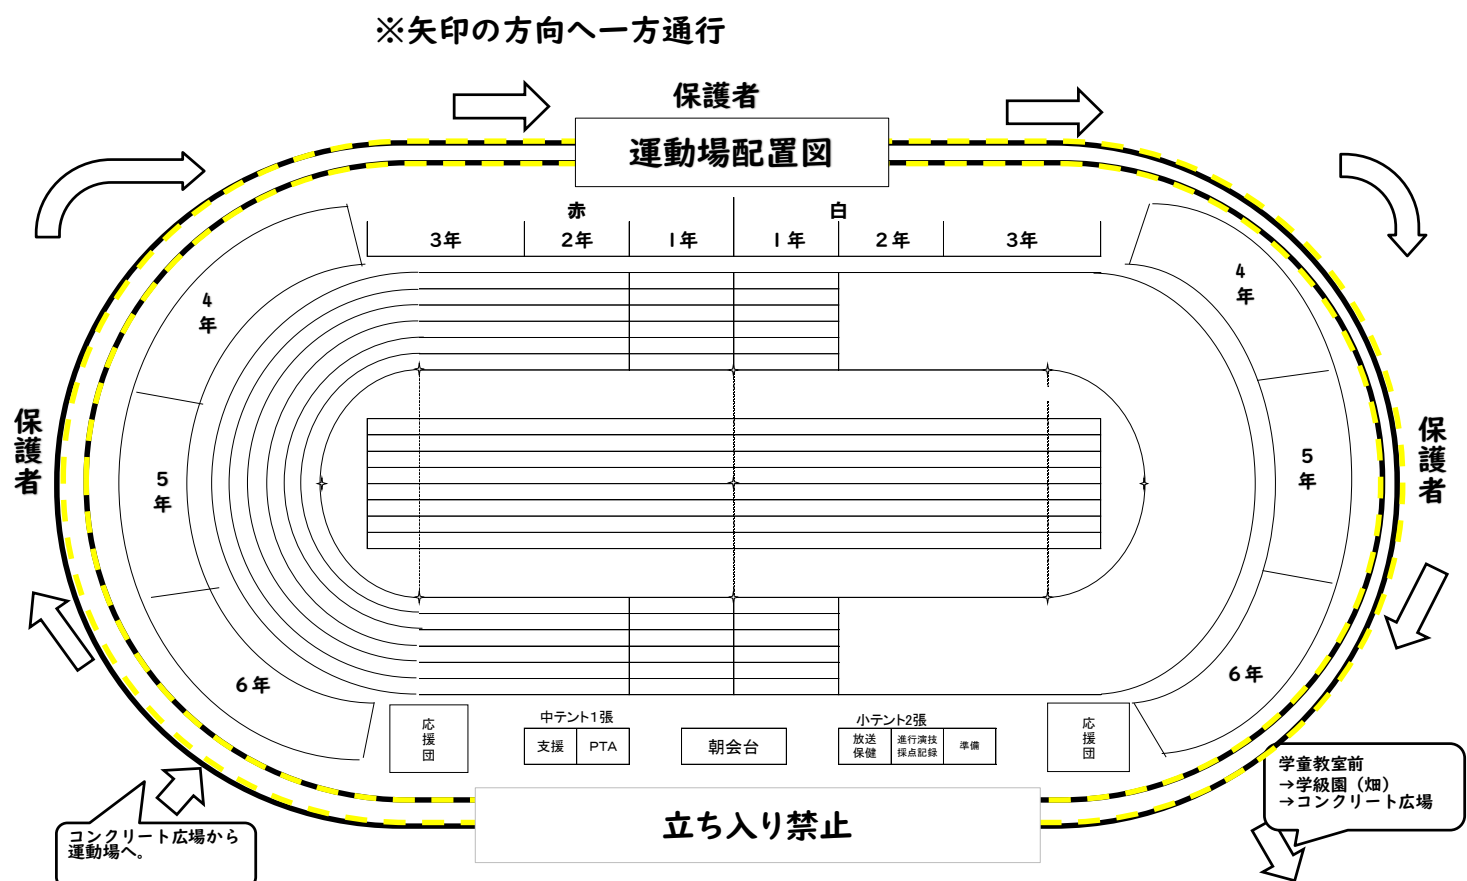 ※矢印の方向へ一方通行
保護者
運動場配置図
赤 白
3年 2年 1年 1年 2年 3年
4年
4年
保護者
保護者
5年
5年
6年
6年
応援団
中テント1張
支援 PTA
朝会台
小テント2張
放送
保健
進行演技
採点記録
準備
応援団
立ち入り禁止
コンクリート広場から
運動場へ。
学童教室前
→学級園(畑)
→コンクリート広場